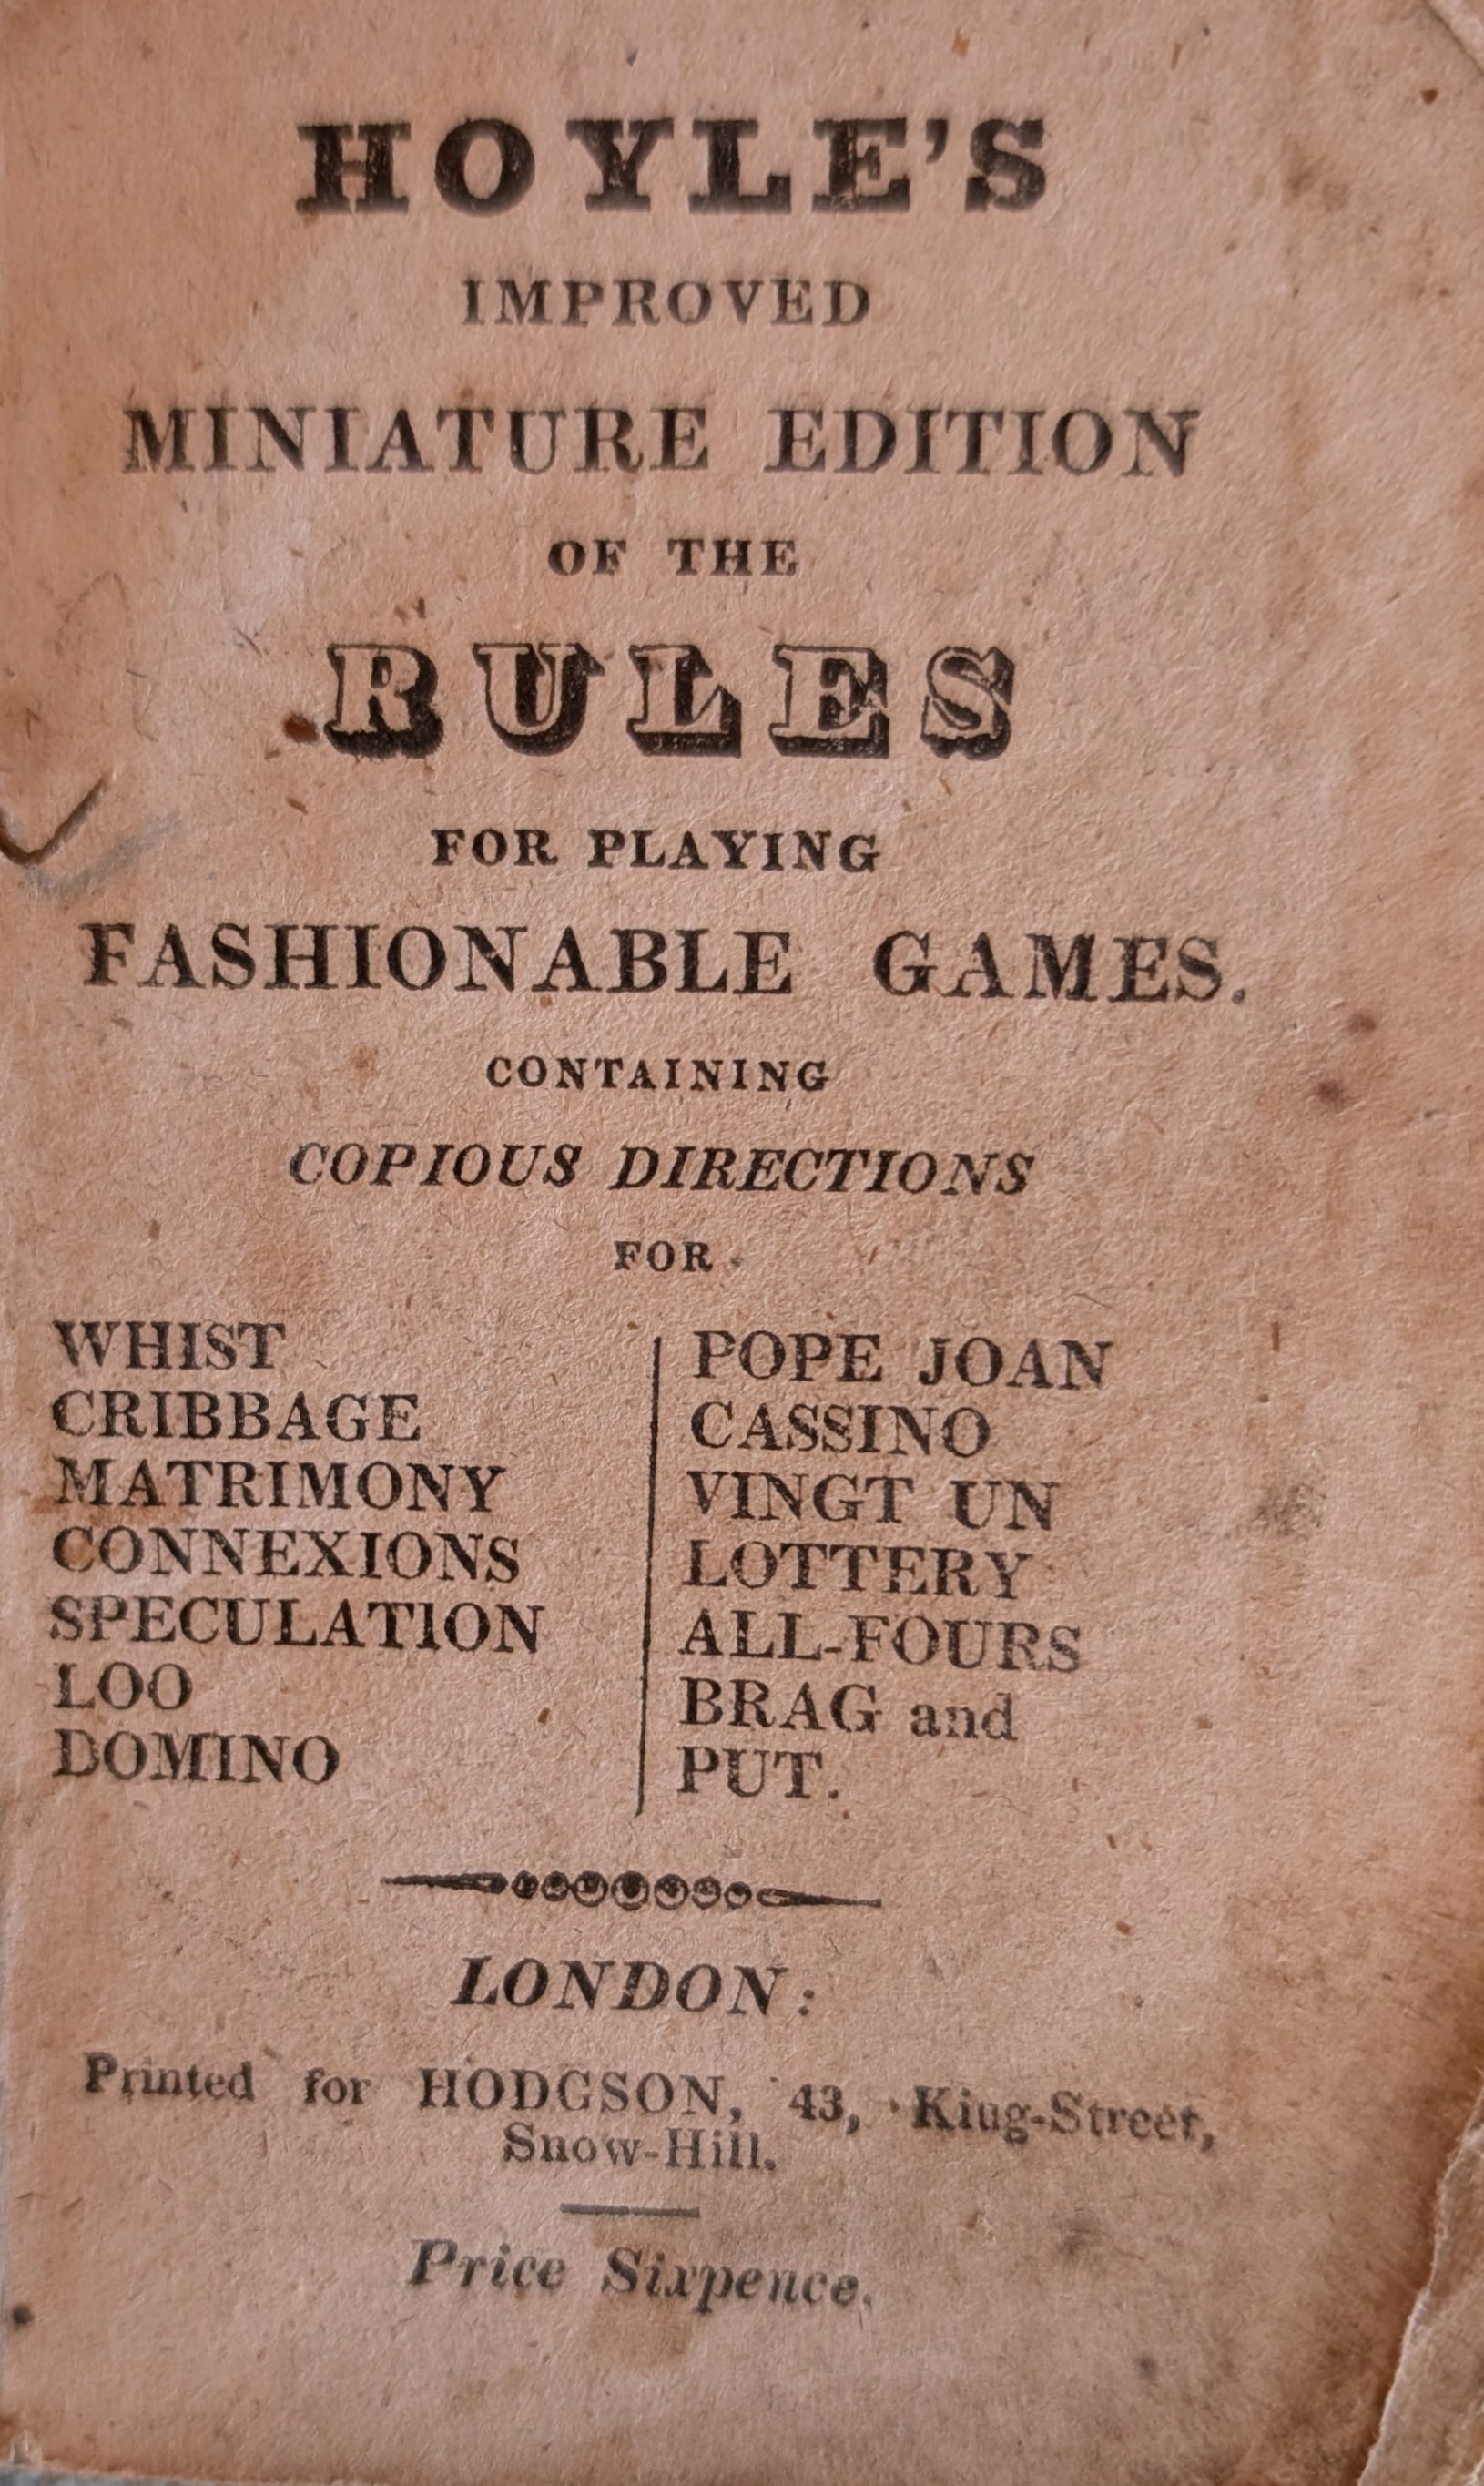 HOYLE'S
IMPROVED
MINIATURE EDITION
OF THE
RULES
FOR PLAYING
FASHIONABLE GAMES.
CONTAINING
COPIOUS DIRECTIONS
FOR
WHIST
CRIBBAGE
MATRIMONY
CONNEXIONS
SPECULATION
LOO
DOMINO
POPE JOAN
CASSINO
VINGT UN
LOTTERY
ALL-FOURS
BRAG and
PUT.
LONDON:
Printed for HODGSON, 43, King-Street,
Snow-Hill.
Price Sixpence.